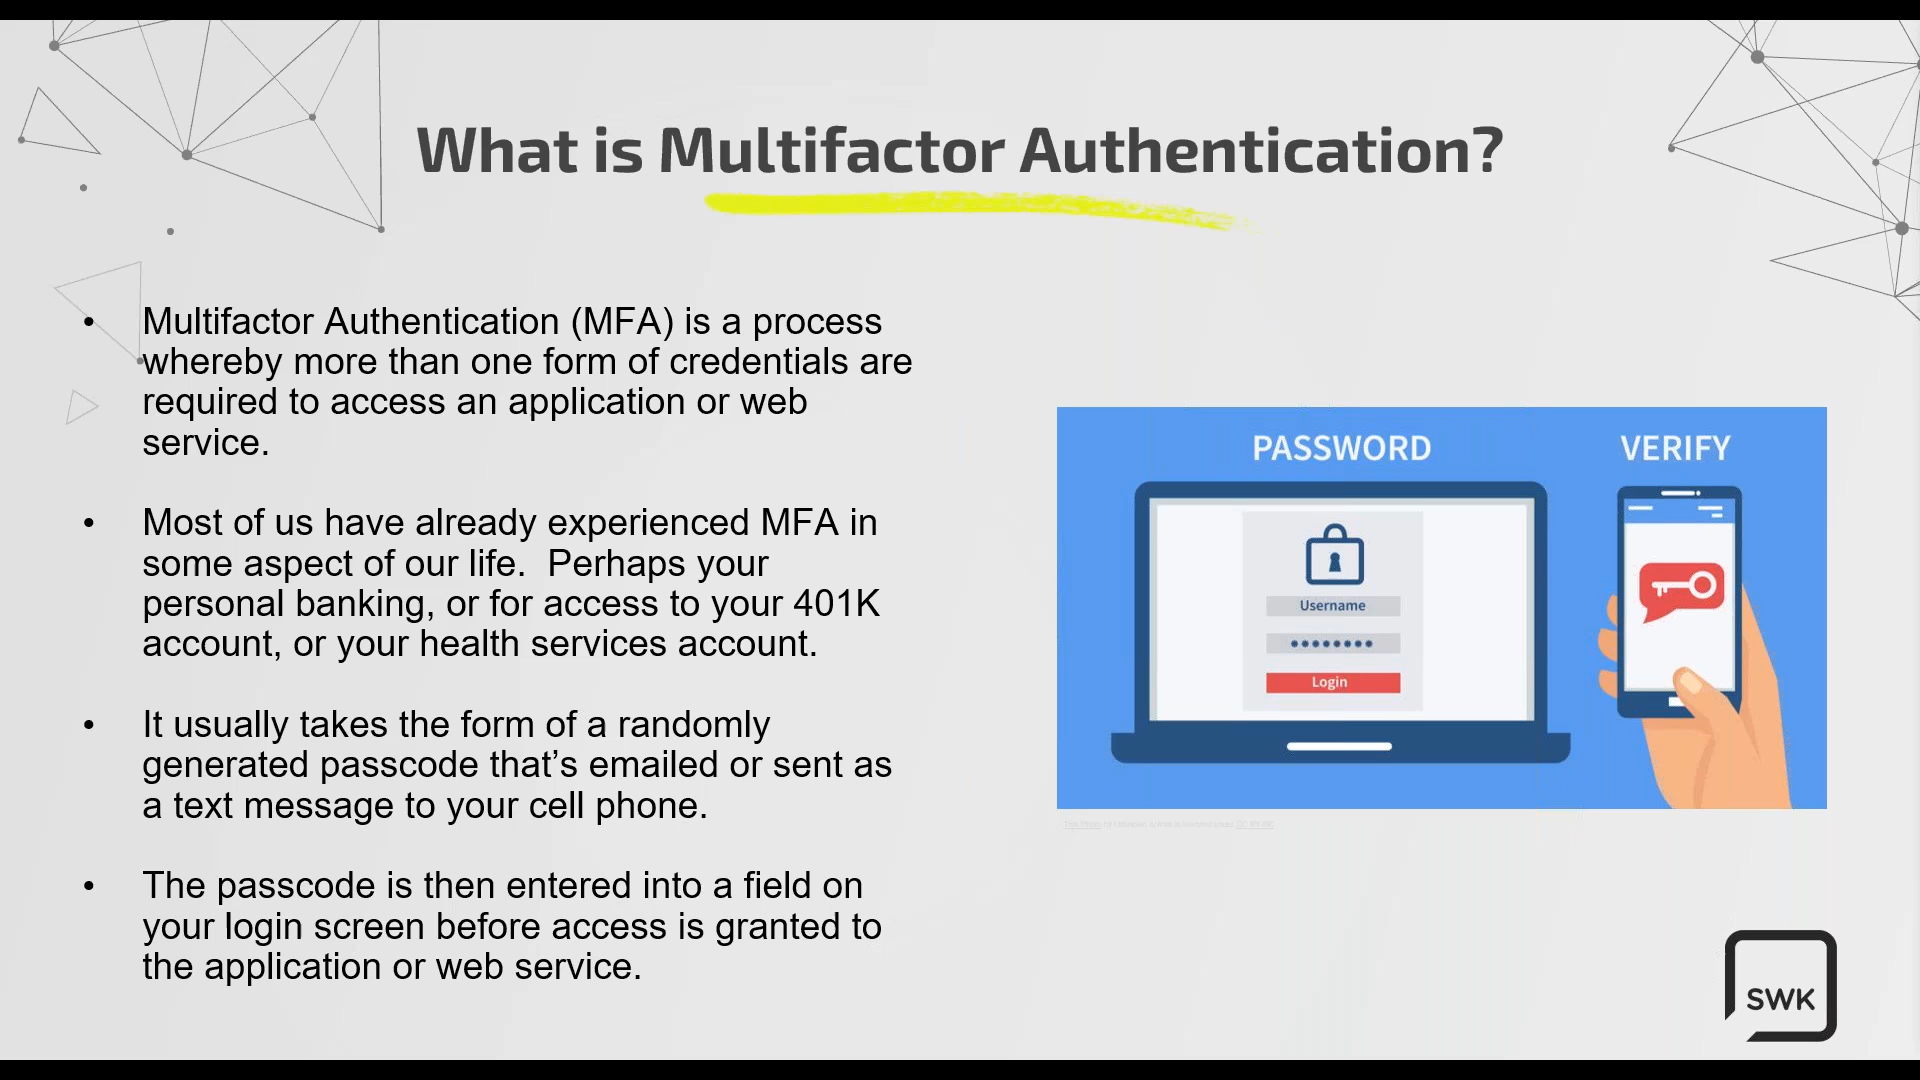 What is Multifactor Authentication?
• Multifactor Authentication (MFA) is a process
whereby more than one form of credentials are
required to access an application or web
service.
• Most of us have already experienced MFA in
some aspect of our life.  Perhaps your
personal banking, or for access to your 401K
account, or your health services account.
• It usually takes the form of a randomly
generated passcode that’s emailed or sent as
a text message to your cell phone.
• The passcode is then entered into a field on
your login screen before access is granted to
the application or web service.
PASSWORD
VERIFY
Username
Login
SWK